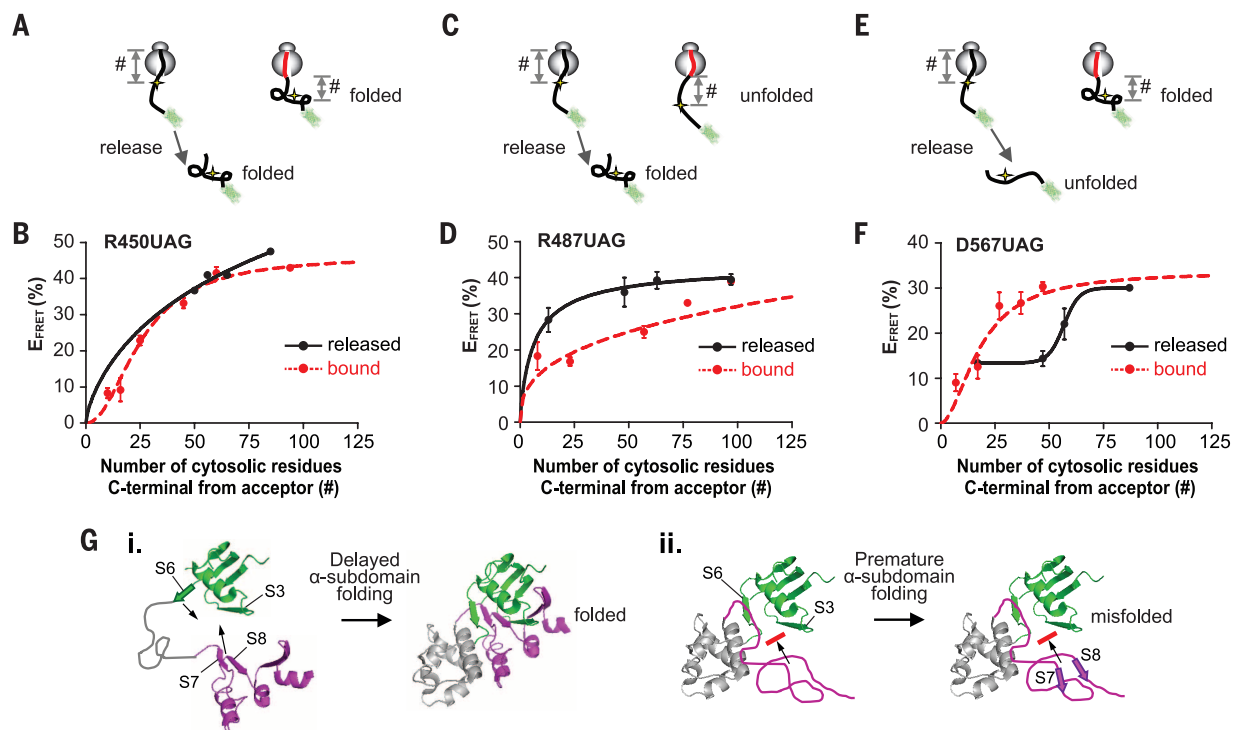 A
#
#
folded
release
folded
B
R450UAG
50
40
30
20
10
0
E_FRET (%)
released
bound
0 25 50 75 100 125
Number of cytosolic residues
C-terminal from acceptor (#)
C
#
#
unfolded
release
folded
D
R487UAG
50
40
30
20
10
0
E_FRET (%)
released
bound
0 25 50 75 100 125
Number of cytosolic residues
C-terminal from acceptor (#)
E
#
#
folded
release
unfolded
F
D567UAG
40
30
20
10
0
E_FRET (%)
released
bound
0 25 50 75 100 125
Number of cytosolic residues
C-terminal from acceptor (#)
G
i.
S6
S3
S8
S7
Delayed
α-subdomain
folding
folded
ii.
S6
S3
Premature
α-subdomain
folding
misfolded
S8
S7